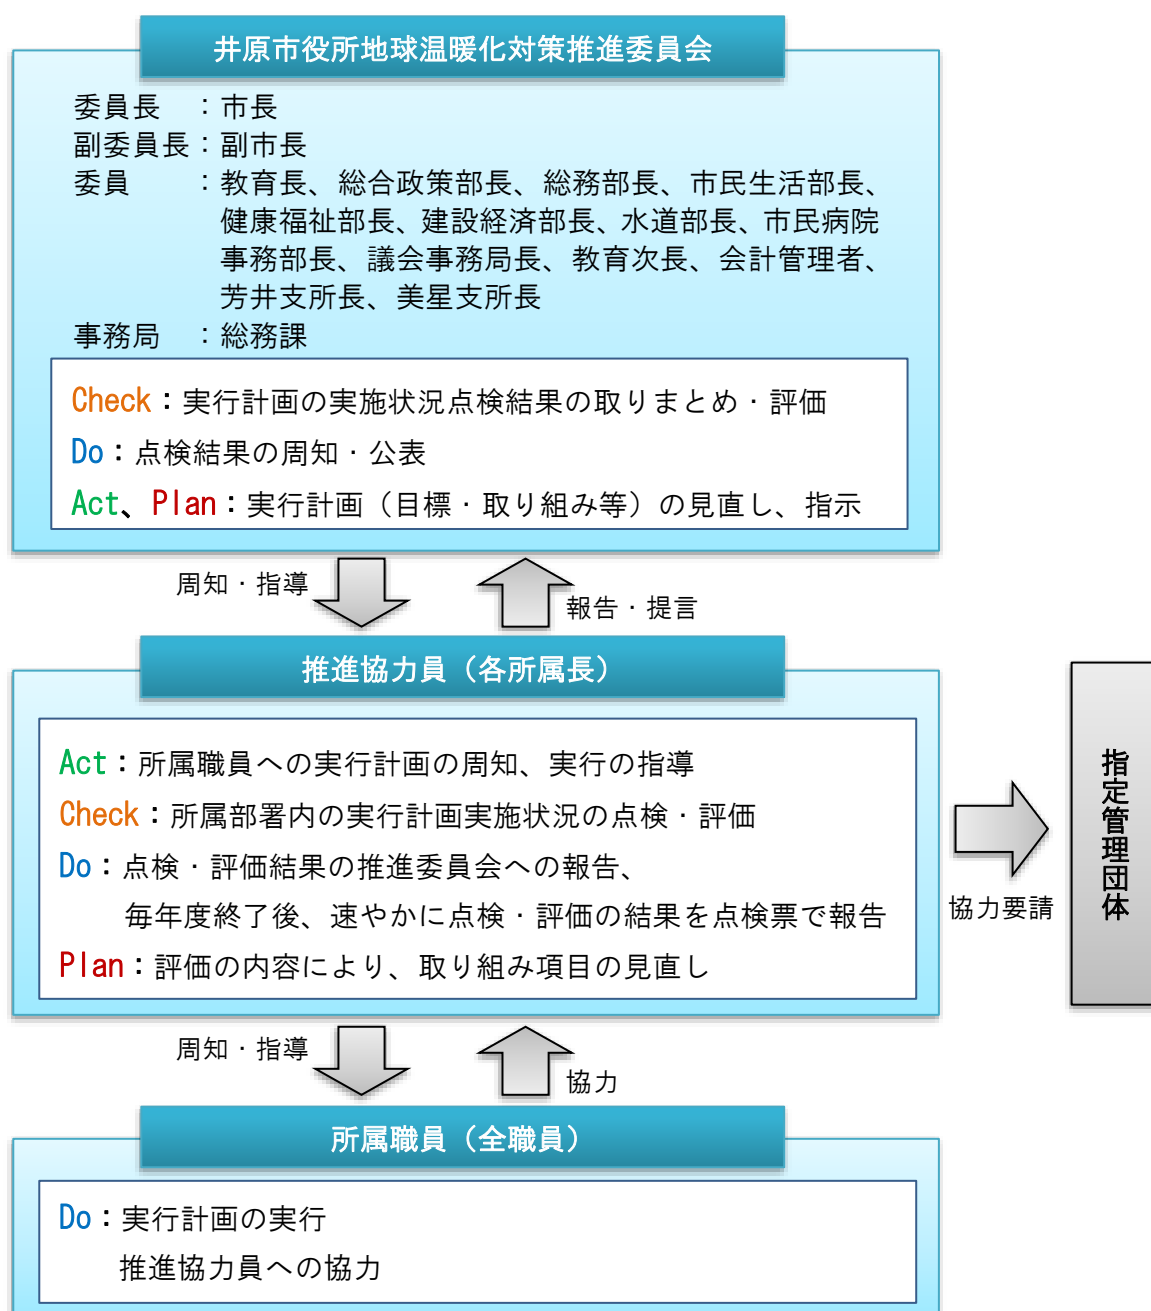 井原市役所地球温暖化対策推進委員会
委員長　：市長
副委員長：副市長
委員　　：教育長、総合政策部長、総務部長、市民生活部長、
健康福祉部長、建設経済部長、水道部長、市民病院
事務部長、議会事務局長、教育次長、会計管理者、
芳井支所長、美星支所長
事務局　：総務課
Check：実行計画の実施状況点検結果の取りまとめ・評価
Do：点検結果の周知・公表
Act、Plan：実行計画（目標・取り組み等）の見直し、指示
周知・指導
報告・提言
推進協力員（各所属長）
Act：所属職員への実行計画の周知、実行の指導
Check：所属部署内の実行計画実施状況の点検・評価
Do：点検・評価結果の推進委員会への報告、
毎年度終了後、速やかに点検・評価の結果を点検票で報告
Plan：評価の内容により、取り組み項目の見直し
協力要請
指定管理団体
周知・指導
協力
所属職員（全職員）
Do：実行計画の実行
推進協力員への協力